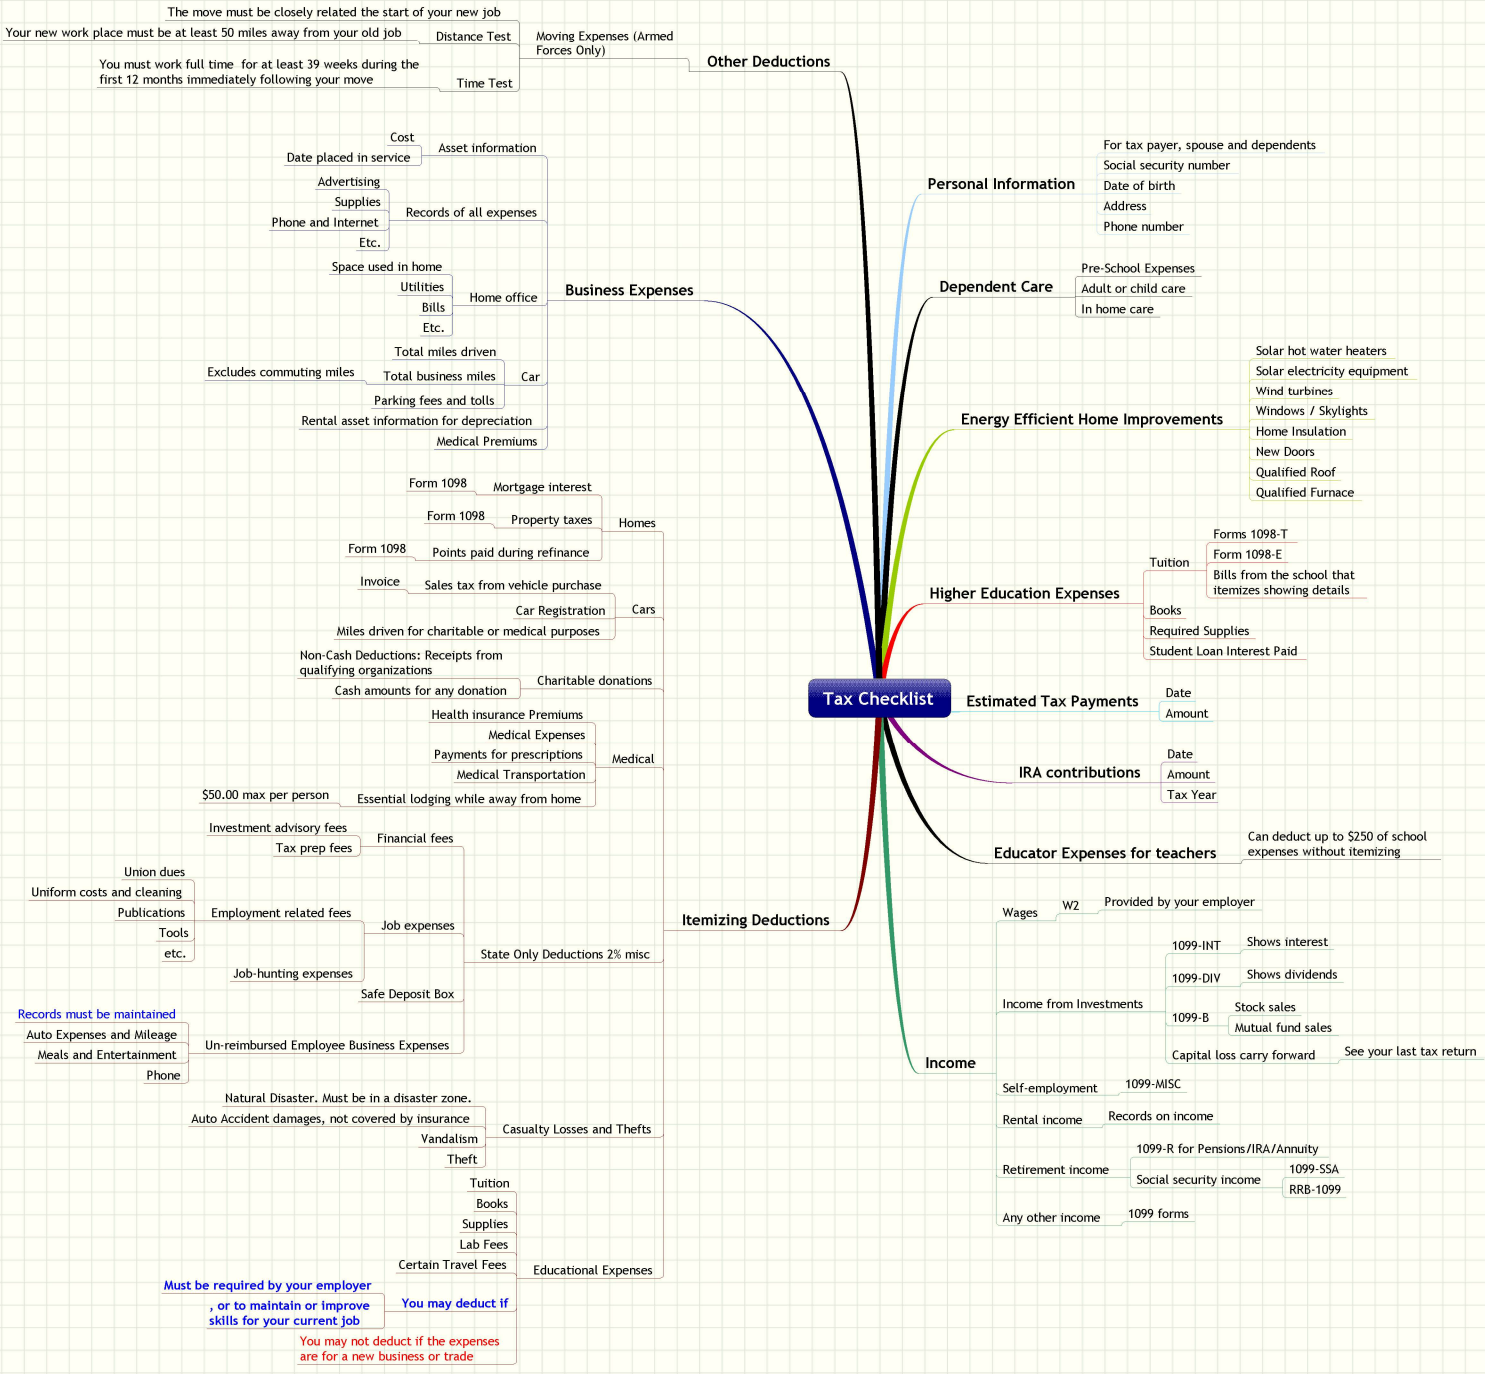 Tax Checklist
Other Deductions
Moving Expenses (Armed
Forces Only)
The move must be closely related the start of your new job
Distance Test
Your new work place must be at least 50 miles away from your old job
Time Test
You must work full time for at least 39 weeks during the
first 12 months immediately following your move
Business Expenses
Asset information
Cost
Date placed in service
Records of all expenses
Advertising
Supplies
Phone and Internet
Etc.
Home office
Space used in home
Utilities
Bills
Etc.
Car
Total miles driven
Total business miles
Excludes commuting miles
Parking fees and tolls
Rental asset information for depreciation
Medical Premiums
Itemizing Deductions
Homes
Mortgage interest
Form 1098
Property taxes
Form 1098
Points paid during refinance
Form 1098
Cars
Sales tax from vehicle purchase
Invoice
Car Registration
Miles driven for charitable or medical purposes
Charitable donations
Non-Cash Deductions: Receipts from
qualifying organizations
Cash amounts for any donation
Medical
Health insurance Premiums
Medical Expenses
Payments for prescriptions
Medical Transportation
Essential lodging while away from home
$50.00 max per person
State Only Deductions 2% misc
Financial fees
Investment advisory fees
Tax prep fees
Job expenses
Employment related fees
Union dues
Uniform costs and cleaning
Publications
Tools
etc.
Job-hunting expenses
Safe Deposit Box
Un-reimbursed Employee Business Expenses
Records must be maintained
Auto Expenses and Mileage
Meals and Entertainment
Phone
Casualty Losses and Thefts
Natural Disaster. Must be in a disaster zone.
Auto Accident damages, not covered by insurance
Vandalism
Theft
Educational Expenses
Tuition
Books
Supplies
Lab Fees
Certain Travel Fees
You may deduct if
Must be required by your employer
, or to maintain or improve
skills for your current job
You may not deduct if the expenses
are for a new business or trade
Personal Information
For tax payer, spouse and dependents
Social security number
Date of birth
Address
Phone number
Dependent Care
Pre-School Expenses
Adult or child care
In home care
Energy Efficient Home Improvements
Solar hot water heaters
Solar electricity equipment
Wind turbines
Windows / Skylights
Home Insulation
New Doors
Qualified Roof
Qualified Furnace
Higher Education Expenses
Tuition
Forms 1098-T
Form 1098-E
Bills from the school that
itemizes showing details
Books
Required Supplies
Student Loan Interest Paid
Estimated Tax Payments
Date
Amount
IRA contributions
Date
Amount
Tax Year
Educator Expenses for teachers
Can deduct up to $250 of school
expenses without itemizing
Income
Wages
W2
Provided by your employer
Income from Investments
1099-INT
Shows interest
1099-DIV
Shows dividends
1099-B
Stock sales
Mutual fund sales
Capital loss carry forward
See your last tax return
Self-employment
1099-MISC
Rental income
Records on income
Retirement income
1099-R for Pensions/IRA/Annuity
Social security income
1099-SSA
RRB-1099
Any other income
1099 forms